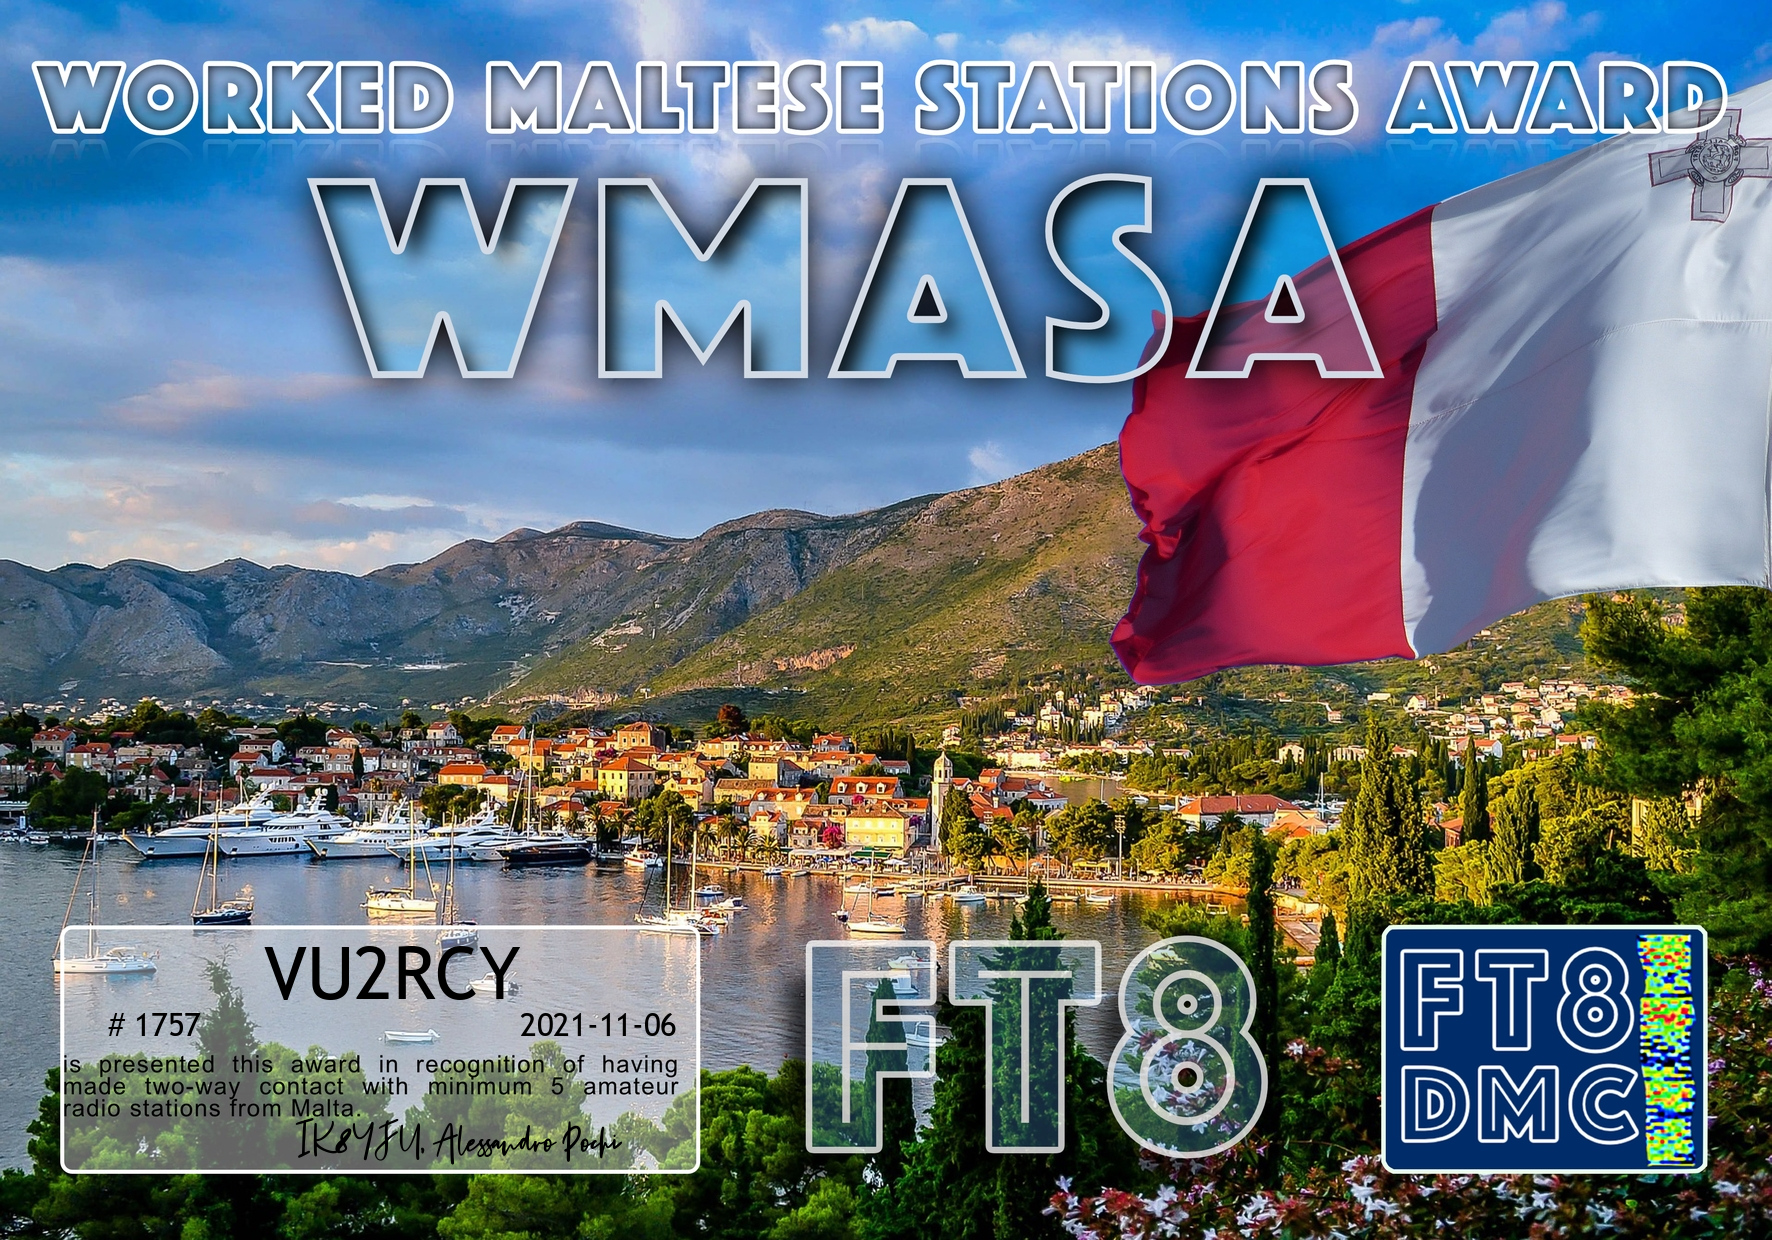 WORKED MALTESE STATIONS AWARD
WMASA
VU2RCY
# 1757 2021-11-06
is presented this award in recognition of having
made two-way contact with minimum 5 amateur
radio stations from Malta.
IK8YFU, Alessandro Pochi
FT8
FT8
DMC